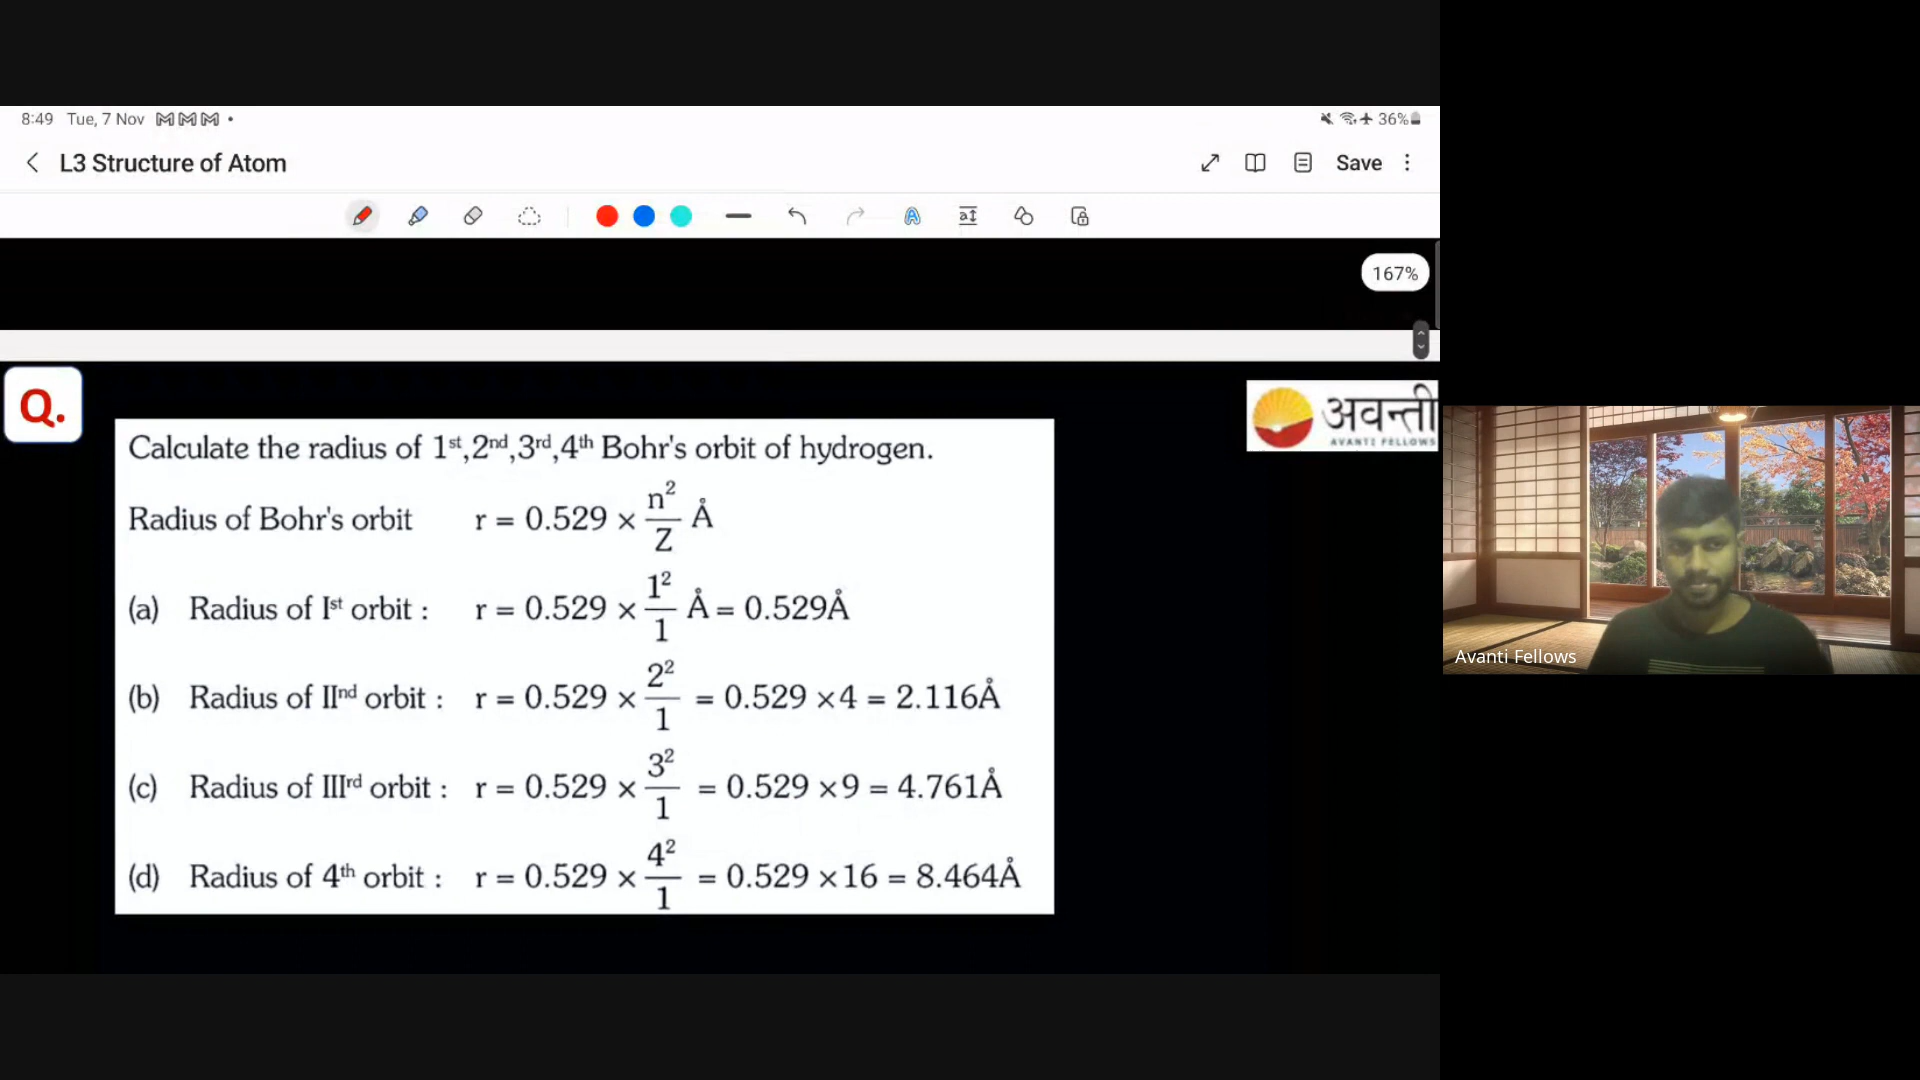 8:49 Tue, 7 Nov
36%
L3 Structure of Atom
Save
167%
Q.
अवन्ती
AVANTI FELLOWS
Calculate the radius of 1ˢᵗ,2ⁿᵈ,3ʳᵈ,4ᵗʰ Bohr's orbit of hydrogen.
Radius of Bohr's orbit r = 0.529 × n²/Z Å
(a) Radius of Iˢᵗ orbit : r = 0.529 × 1²/1 Å = 0.529Å
(b) Radius of IIⁿᵈ orbit : r = 0.529 × 2²/1 = 0.529 ×4 = 2.116Å
(c) Radius of IIIʳᵈ orbit : r = 0.529 × 3²/1 = 0.529 ×9 = 4.761Å
(d) Radius of 4ᵗʰ orbit : r = 0.529 × 4²/1 = 0.529 ×16 = 8.464Å
Avanti Fellows